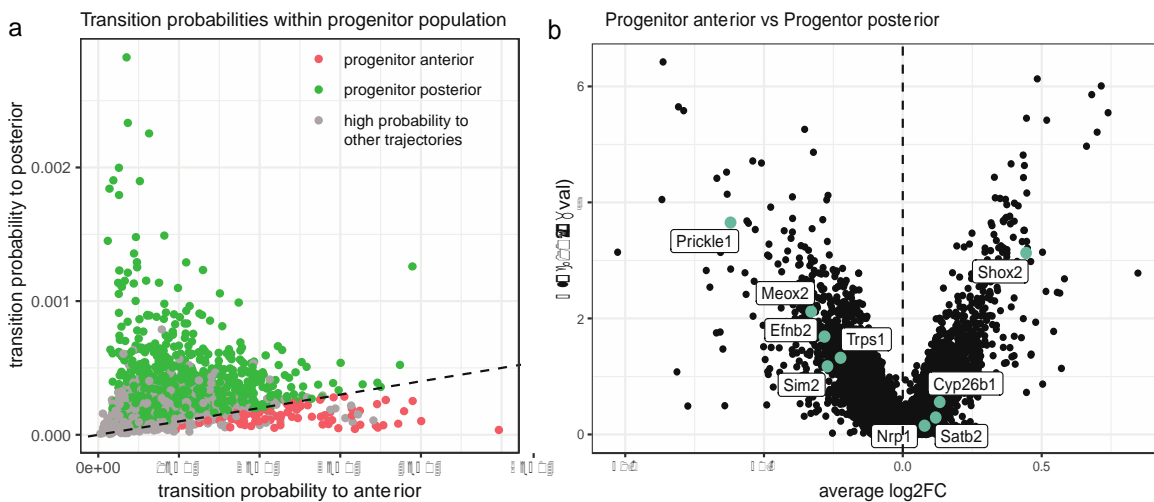 a
Transition probabilities within progenitor population
progenitor anterior
progenitor posterior
high probability to
other trajectories
transition probability to posterior
0.002
0.001
0.000
0e+00
transition probability to anterior
b
Progenitor anterior vs Progentor posterior
6
4
2
0
val)
Prickle1
Shox2
Meox2
Efnb2
Trps1
Sim2
Cyp26b1
Nrp1
Satb2
0.0
0.5
average log2FC